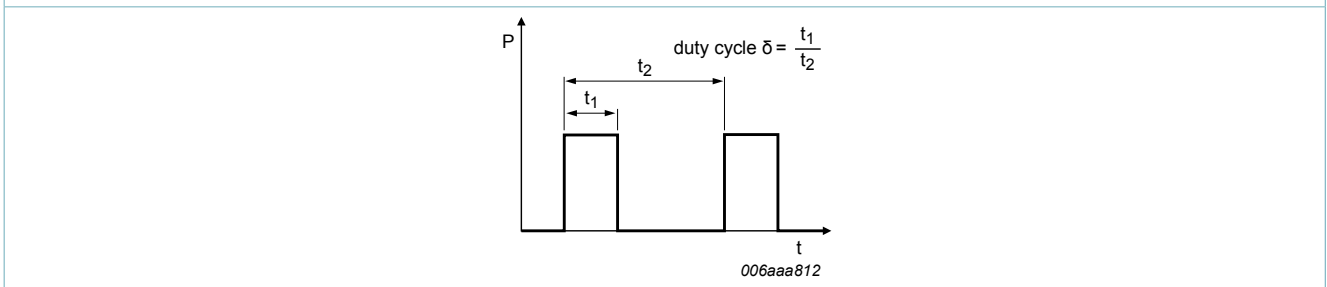 P
duty cycle δ = t1
t2
t2
t1
t
006aaa812